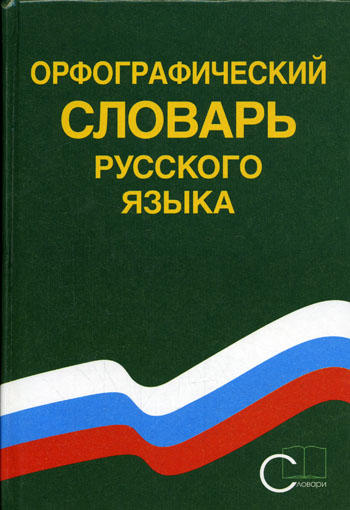 ОРФОГРАФИЧЕСКИЙ
СЛОВАРЬ
РУССКОГО
ЯЗЫКА
Словари